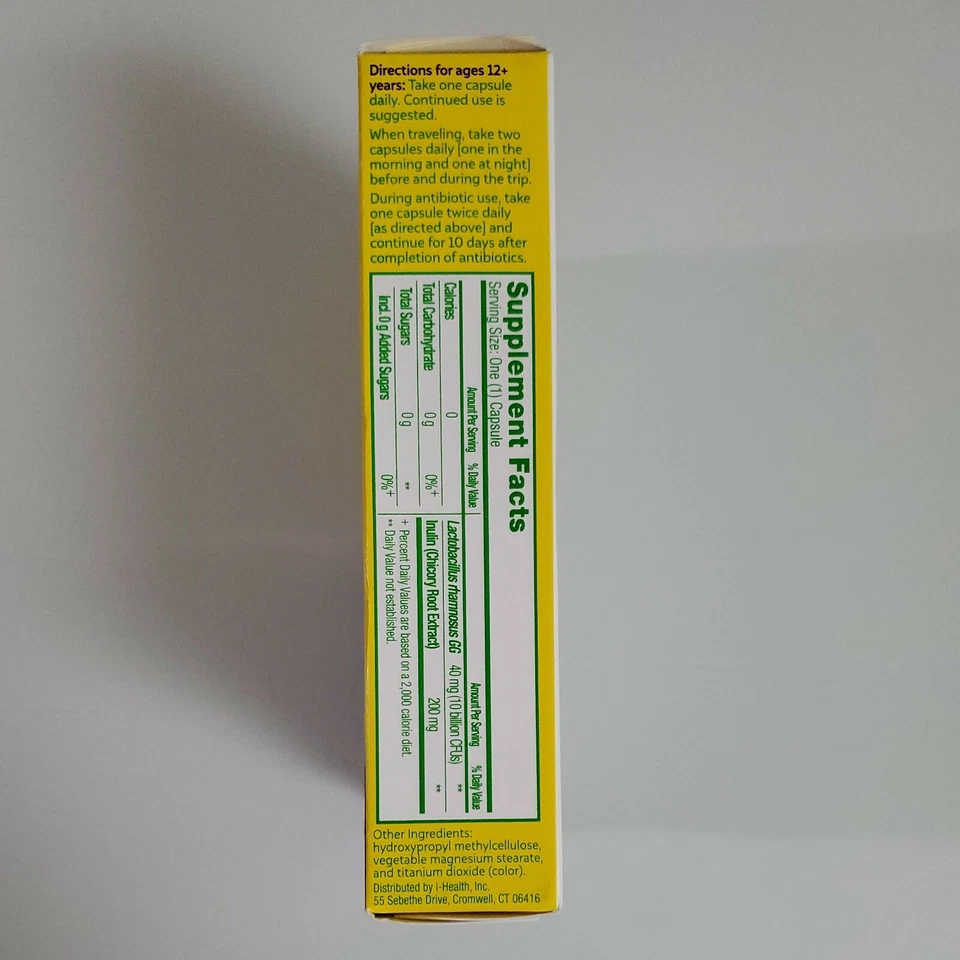 Directions for ages 12+
years: Take one capsule
daily. Continued use is
suggested.
When traveling, take two
capsules daily [one in the
morning and one at night]
before and during the trip.
During antibiotic use, take
one capsule twice daily
[as directed above] and
continue for 10 days after
completion of antibiotics.
Supplement Facts
Serving Size: One (1) Capsule
Amount Per Serving % Daily Value
Calories 0
Total Carbohydrate 0 g 0%+
Total Sugars 0 g **
Incl. 0 g Added Sugars 0%+
Amount Per Serving % Daily Value
Lactobacillus rhamnosus GG 40 mg (10 billion CFUs) **
Inulin (Chicory Root Extract) 200 mg **
+ Percent Daily Values are based on a 2,000 calorie diet.
** Daily Value not established.
Other Ingredients:
hydroxypropyl methylcellulose,
vegetable magnesium stearate,
and titanium dioxide (color).
Distributed by i-Health, Inc.
55 Sebethe Drive, Cromwell, CT 06416